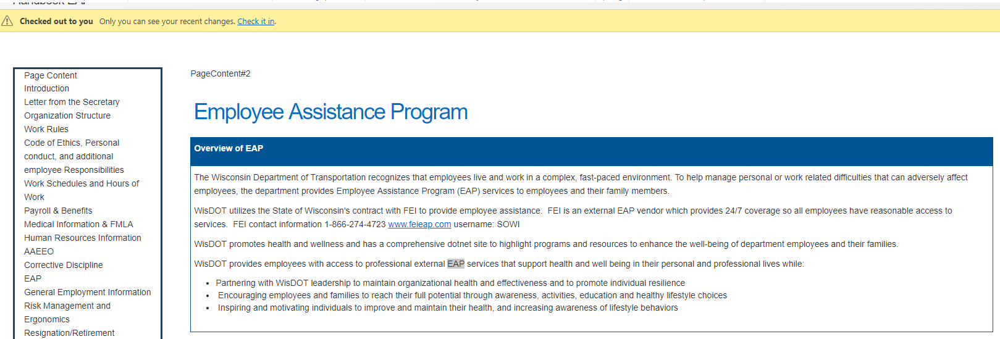 Handbook EAP
Checked out to you Only you can see your recent changes. Check it in.
Page Content
Introduction
Letter from the Secretary
Organization Structure
Work Rules
Code of Ethics, Personal
conduct, and additional
employee Responsibilities
Work Schedules and Hours of
Work
Payroll & Benefits
Medical Information & FMLA
Human Resources Information
AAEEO
Corrective Discipline
EAP
General Employment Information
Risk Management and
Ergonomics
Resignation/Retirement
PageContent#2
Employee Assistance Program
Overview of EAP
The Wisconsin Department of Transportation recognizes that employees live and work in a complex, fast-paced environment. To help manage personal or work related difficulties that can adversely affect
employees, the department provides Employee Assistance Program (EAP) services to employees and their family members.
WisDOT utilizes the State of Wisconsin's contract with FEI to provide employee assistance.  FEI is an external EAP vendor which provides 24/7 coverage so all employees have reasonable access to
services.  FEI contact information 1-866-274-4723 www.feieap.com username: SOWI
WisDOT promotes health and wellness and has a comprehensive dotnet site to highlight programs and resources to enhance the well-being of department employees and their families.
WisDOT provides employees with access to professional external EAP services that support health and well being in their personal and professional lives while:
• Partnering with WisDOT leadership to maintain organizational health and effectiveness and to promote individual resilience
• Encouraging employees and families to reach their full potential through awareness, activities, education and healthy lifestyle choices
• Inspiring and motivating individuals to improve and maintain their health, and increasing awareness of lifestyle behaviors